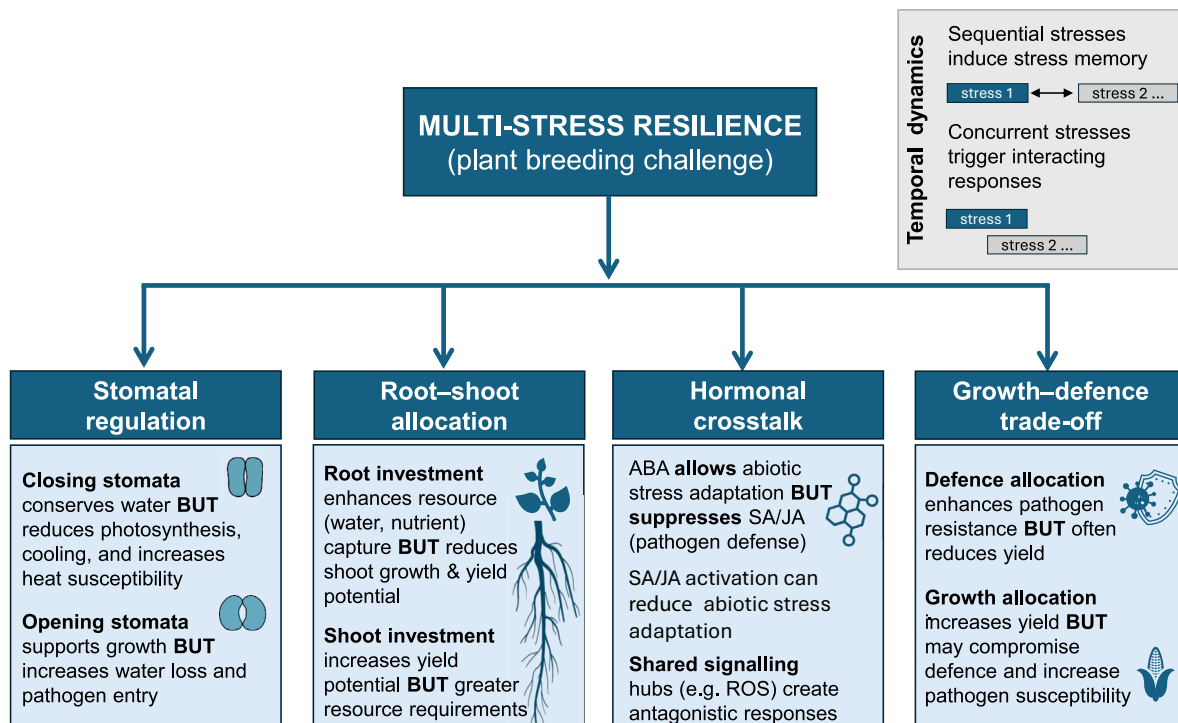 MULTI-STRESS RESILIENCE
(plant breeding challenge)
Temporal dynamics
Sequential stresses
induce stress memory
stress 1
stress 2 ...
Concurrent stresses
trigger interacting
responses
stress 1
stress 2 ...
Stomatal
regulation
Closing stomata
conserves water BUT
reduces photosynthesis,
cooling, and increases
heat susceptibility
Opening stomata
supports growth BUT
increases water loss and
pathogen entry
Root–shoot
allocation
Root investment
enhances resource
(water, nutrient)
capture BUT reduces
shoot growth & yield
potential
Shoot investment
increases yield
potential BUT greater
resource requirements
Hormonal
crosstalk
ABA allows abiotic
stress adaptation BUT
suppresses SA/JA
(pathogen defense)
SA/JA activation can
reduce abiotic stress
adaptation
Shared signalling
hubs (e.g. ROS) create
antagonistic responses
Growth–defence
trade-off
Defence allocation
enhances pathogen
resistance BUT often
reduces yield
Growth allocation
increases yield BUT
may compromise
defence and increase
pathogen susceptibility